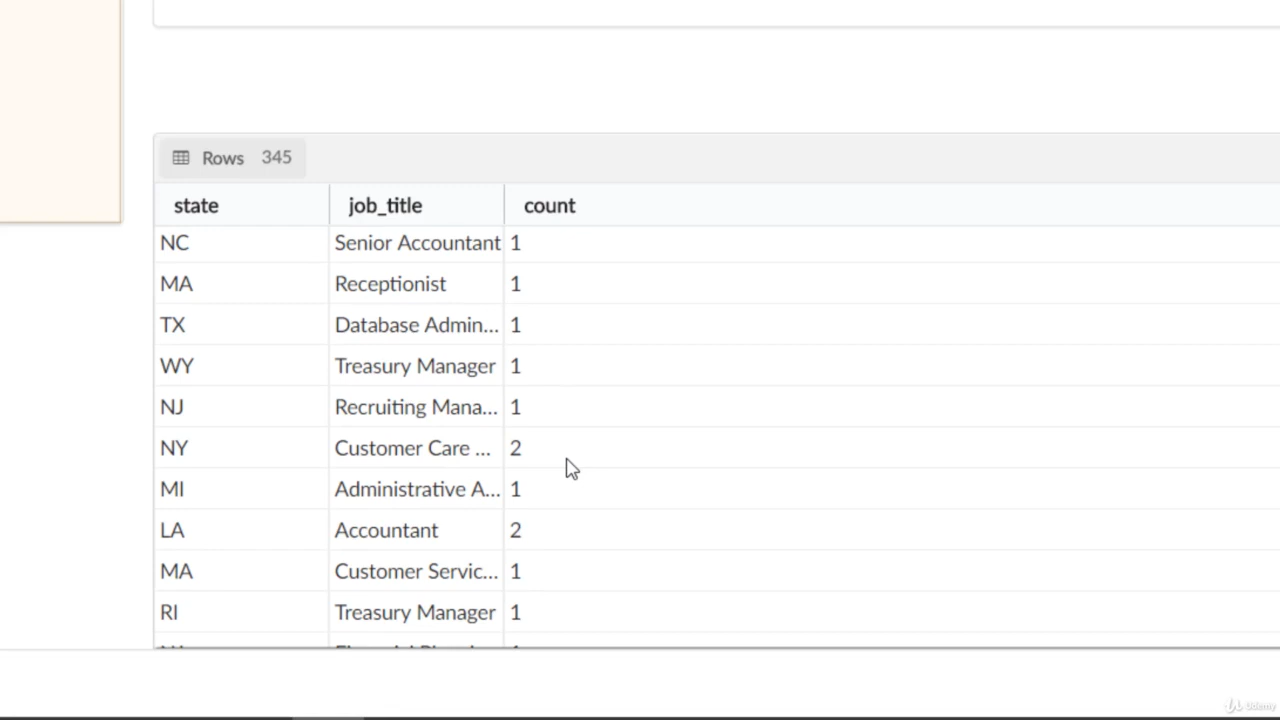 Rows 345
state job_title count
NC Senior Accountant 1
MA Receptionist 1
TX Database Admin... 1
WY Treasury Manager 1
NJ Recruiting Mana... 1
NY Customer Care ... 2
MI Administrative A... 1
LA Accountant 2
MA Customer Servic... 1
RI Treasury Manager 1
Udemy